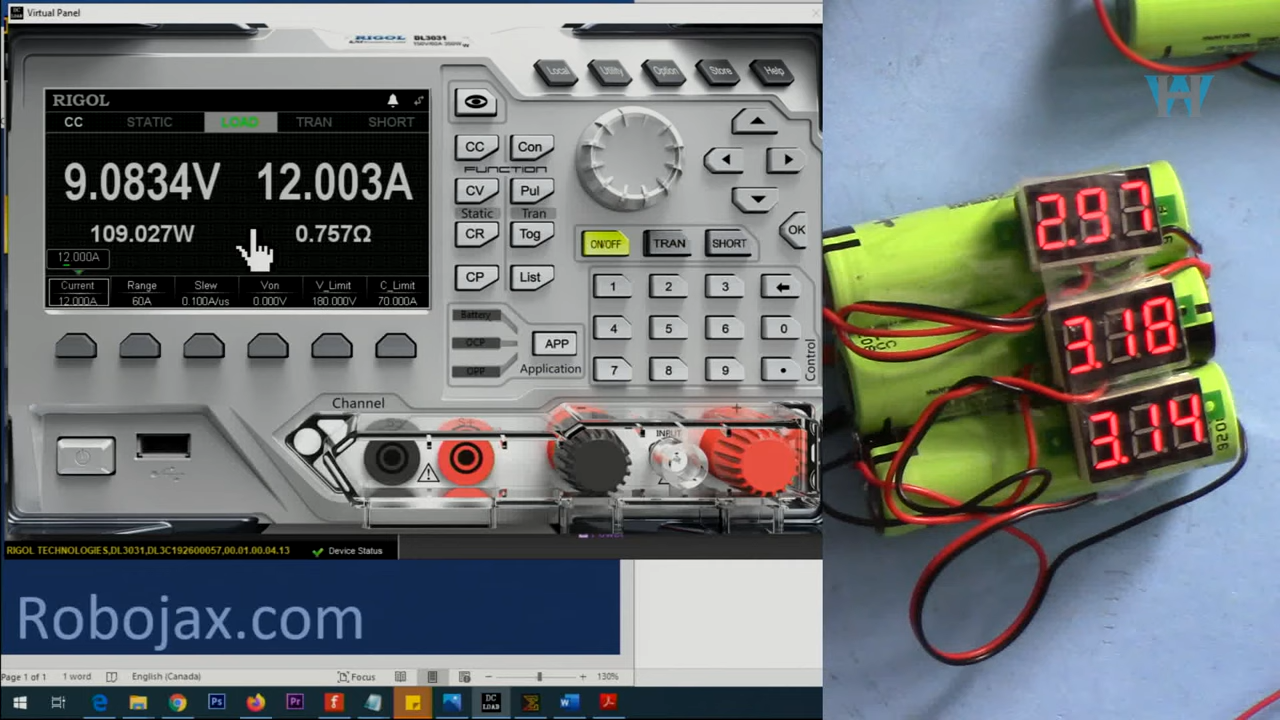 Virtual Panel
RIGOL DL3031
Local Utility Option Store Help
RIGOL
CC STATIC LOAD TRAN SHORT
9.0834V 12.003A
109.027W 0.757Ω
12.000A
Current Range Slew Von V_Limit C_Limit
12.000A 60A 0.100A/us 0.000V 180.000V 70.000A
CC Con
FUNCTION
CV Pul
Static Tran
CR Tog
CP List
Battery
OCP
OPP
APP
Application
OK
ON/OFF TRAN SHORT
1 2 3
4 5 6 0
7 8 9 .
Control
Channel
INPUT
RIGOL TECHNOLOGIES,DL3031,DL3C192600057,00.01.00.04.13 Device Status
Robojax.com
Page 1 of 1 1 word English (Canada) Focus 130%
Ps Pr DC LOAD
2.97
3.18
3.14